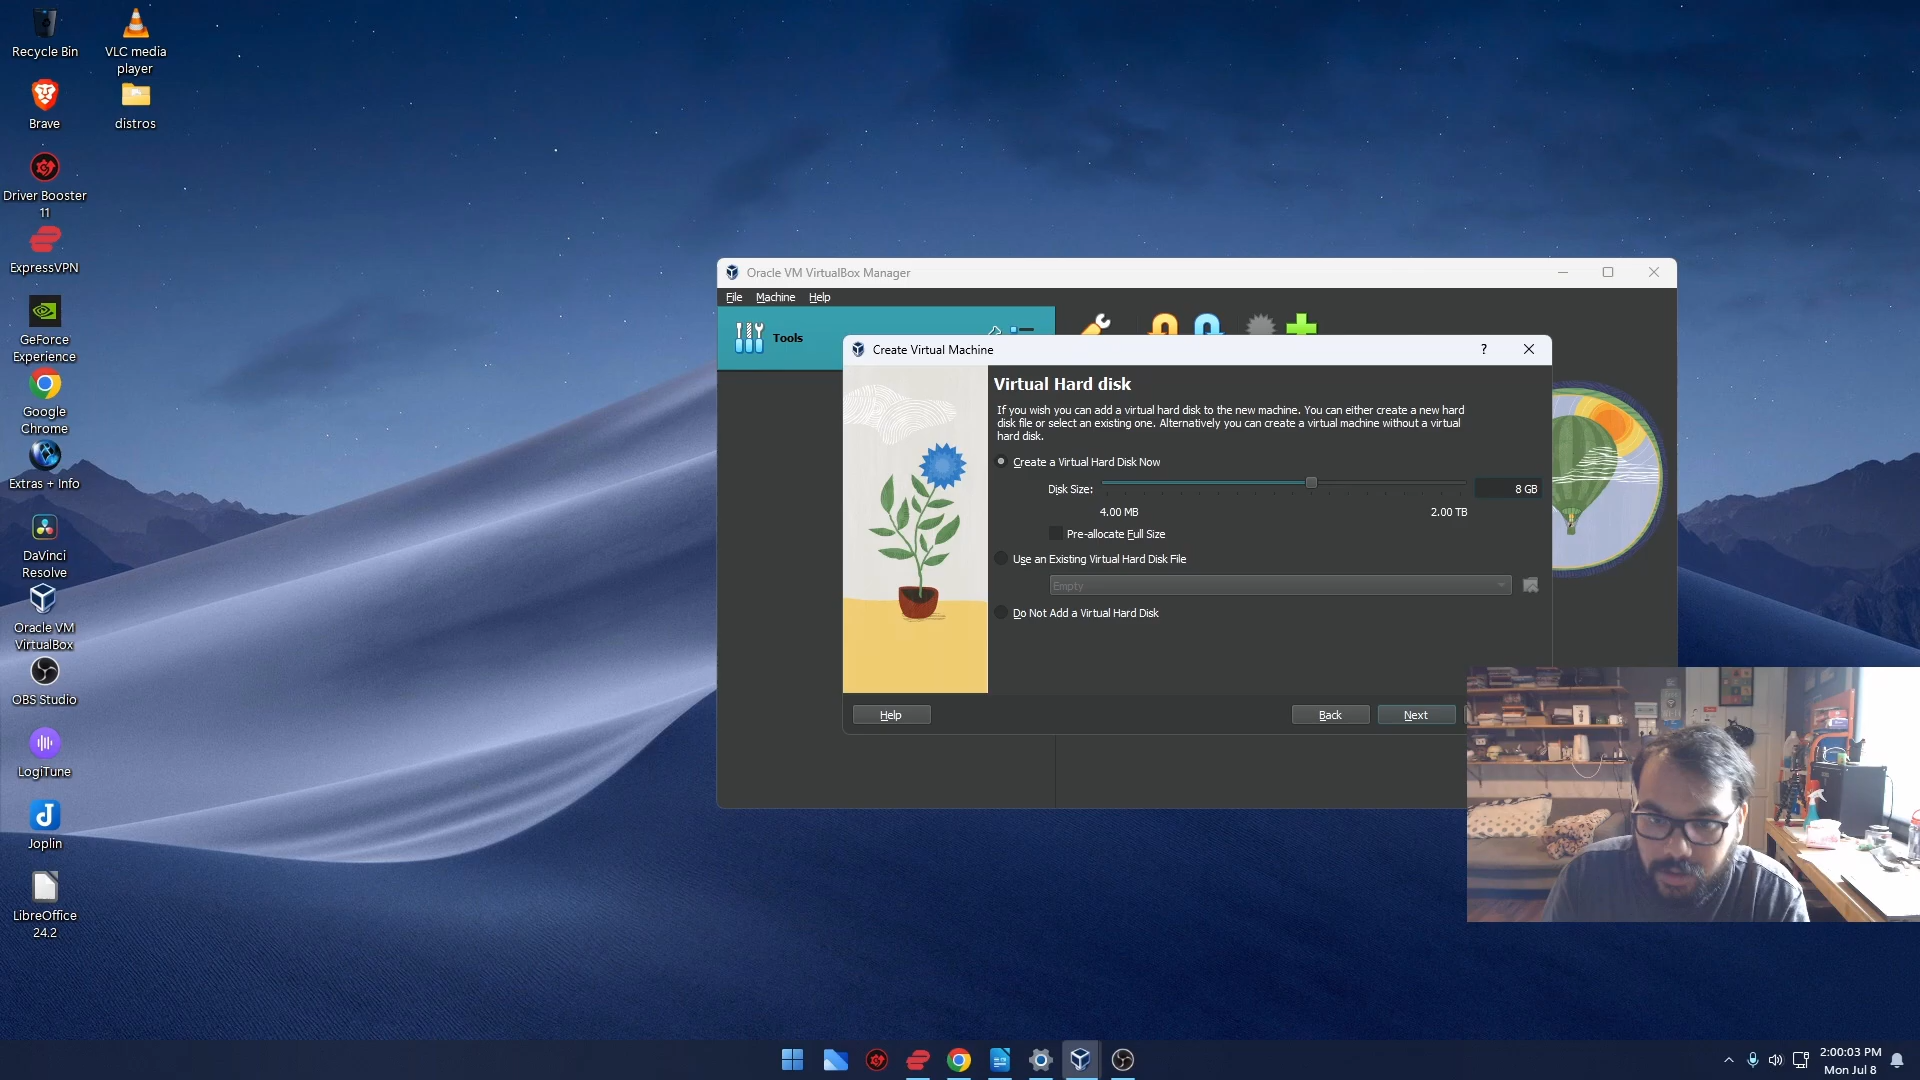 Recycle Bin
VLC media
player
Brave
distros
Driver Booster
11
ExpressVPN
GeForce
Experience
Google
Chrome
Extras + Info
DaVinci
Resolve
Oracle VM
VirtualBox
OBS Studio
LogiTune
Joplin
LibreOffice
24.2
Oracle VM VirtualBox Manager
File Machine Help
Tools
Create Virtual Machine
?
Virtual Hard disk
If you wish you can add a virtual hard disk to the new machine. You can either create a new hard
disk file or select an existing one. Alternatively you can create a virtual machine without a virtual
hard disk.
Create a Virtual Hard Disk Now
Disk Size:
8 GB
4.00 MB
2.00 TB
Pre-allocate Full Size
Use an Existing Virtual Hard Disk File
Empty
Do Not Add a Virtual Hard Disk
Help
Back
Next
2:00:03 PM
Mon Jul 8